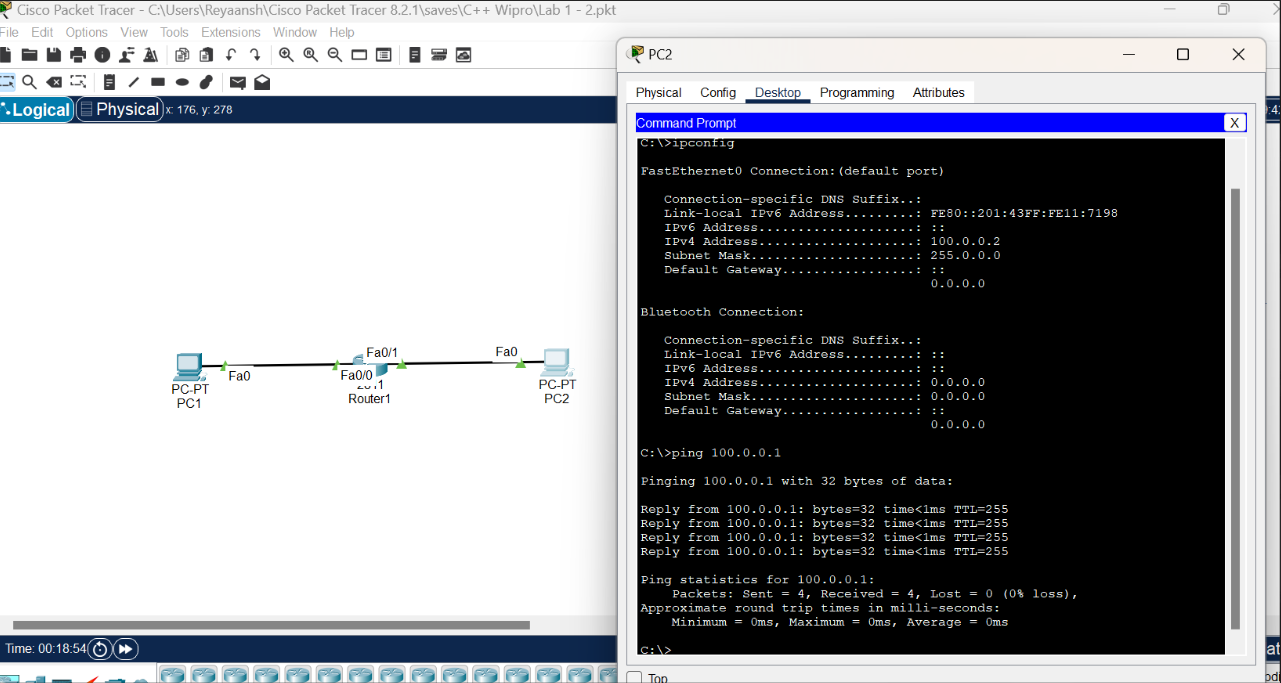 Cisco Packet Tracer - C:\Users\Reyaansh\Cisco Packet Tracer 8.2.1\saves\C++ Wipro\Lab 1 - 2.pkt
File Edit Options View Tools Extensions Window Help
Logical Physical x: 176, y: 278
PC-PT
PC1
Fa0
Fa0/1
Fa0/0
Router1
Fa0
PC-PT
PC2
Time: 00:18:54
PC2
Physical Config Desktop Programming Attributes
Command Prompt X
C:\>ipconfig
FastEthernet0 Connection:(default port)
Connection-specific DNS Suffix..:
Link-local IPv6 Address.........: FE80::201:43FF:FE11:7198
IPv6 Address....................: ::
IPv4 Address....................: 100.0.0.2
Subnet Mask.....................: 255.0.0.0
Default Gateway.................: ::
0.0.0.0
Bluetooth Connection:
Connection-specific DNS Suffix..:
Link-local IPv6 Address.........: ::
IPv6 Address....................: ::
IPv4 Address....................: 0.0.0.0
Subnet Mask.....................: 0.0.0.0
Default Gateway.................: ::
0.0.0.0
C:\>ping 100.0.0.1
Pinging 100.0.0.1 with 32 bytes of data:
Reply from 100.0.0.1: bytes=32 time<1ms TTL=255
Reply from 100.0.0.1: bytes=32 time<1ms TTL=255
Reply from 100.0.0.1: bytes=32 time<1ms TTL=255
Reply from 100.0.0.1: bytes=32 time<1ms TTL=255
Ping statistics for 100.0.0.1:
Packets: Sent = 4, Received = 4, Lost = 0 (0% loss),
Approximate round trip times in milli-seconds:
Minimum = 0ms, Maximum = 0ms, Average = 0ms
C:\>
Top